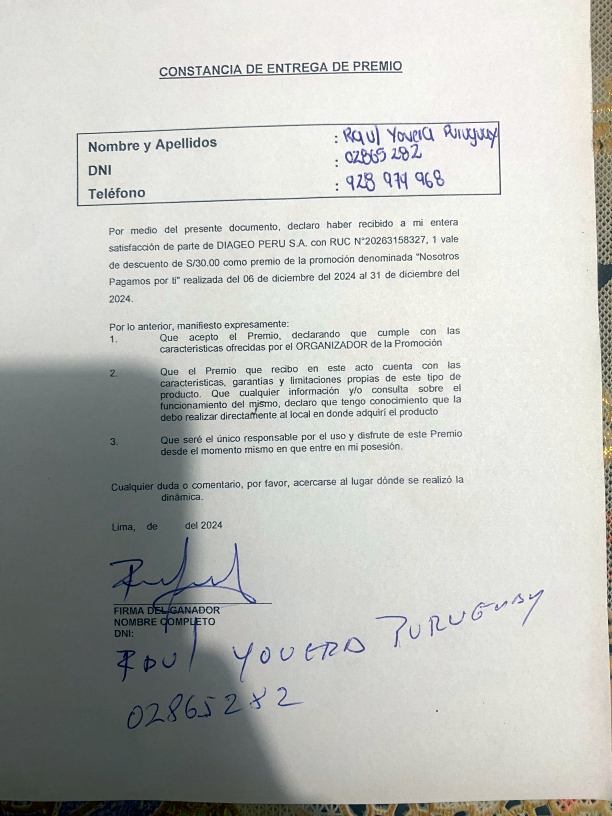 CONSTANCIA DE ENTREGA DE PREMIO
Nombre y Apellidos : Raul Yovera Puruguay
DNI : 02865282
Teléfono : 928 974 968
Por medio del presente documento, declaro haber recibido a mi entera
satisfacción de parte de DIAGEO PERU S.A. con RUC N°20263158327, 1 vale
de descuento de S/30.00 como premio de la promoción denominada "Nosotros
Pagamos por ti" realizada del 06 de diciembre del 2024 al 31 de diciembre del
2024.
Por lo anterior, manifiesto expresamente:
1. Que acepto el Premio, declarando que cumple con las
características ofrecidas por el ORGANIZADOR de la Promoción
2. Que el Premio que recibo en este acto cuenta con las
características, garantías y limitaciones propias de este tipo de
producto. Que cualquier información y/o consulta sobre el
funcionamiento del mismo, declaro que tengo conocimiento que la
debo realizar directamente al local en donde adquirí el producto
3. Que seré el único responsable por el uso y disfrute de este Premio
desde el momento mismo en que entre en mi posesión.
Cualquier duda o comentario, por favor, acercarse al lugar dónde se realizó la
dinámica.
Lima, de del 2024
FIRMA DEL GANADOR
NOMBRE COMPLETO
DNI:
RAUL YOVERA PURUGUAY
02865282